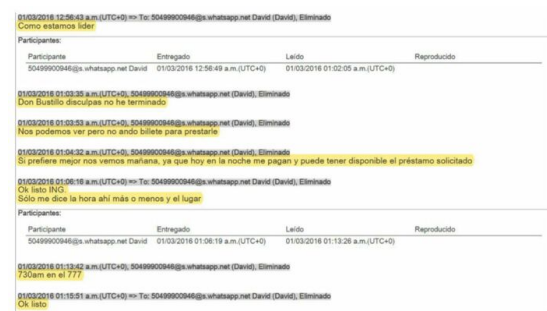 01/03/2016 12:56:43 a.m.(UTC+0) => To: 50499900946@s.whatsapp.net David (David), Eliminado
Como estamos lider
Participantes:
Participante Entregado Leído Reproducido
50499900946@s.whatsapp.net David 01/03/2016 12:56:49 a.m.(UTC+0) 01/03/2016 01:02:05 a.m.(UTC+0)
01/03/2016 01:03:35 a.m.(UTC+0), 50499900946@s.whatsapp.net (David), Eliminado
Don Bustillo disculpas no he terminado
01/03/2016 01:03:53 a.m.(UTC+0), 50499900946@s.whatsapp.net (David), Eliminado
Nos podemos ver pero no ando billete para prestarle
01/03/2016 01:04:32 a.m.(UTC+0), 50499900946@s.whatsapp.net (David), Eliminado
Si prefiere mejor nos vemos mañana, ya que hoy en la noche me pagan y puede tener disponible el préstamo solicitado
01/03/2016 01:06:16 a.m.(UTC+0) => To: 50499900946@s.whatsapp.net David (David), Eliminado
Ok listo ING.
Sólo me dice la hora ahí más o menos y el lugar
Participantes:
Participante Entregado Leído Reproducido
50499900946@s.whatsapp.net David 01/03/2016 01:06:19 a.m.(UTC+0) 01/03/2016 01:13:26 a.m.(UTC+0)
01/03/2016 01:13:42 a.m.(UTC+0), 50499900946@s.whatsapp.net (David), Eliminado
730am en el 777
01/03/2016 01:15:51 a.m.(UTC+0) => To: 50499900946@s.whatsapp.net David (David), Eliminado
Ok listo